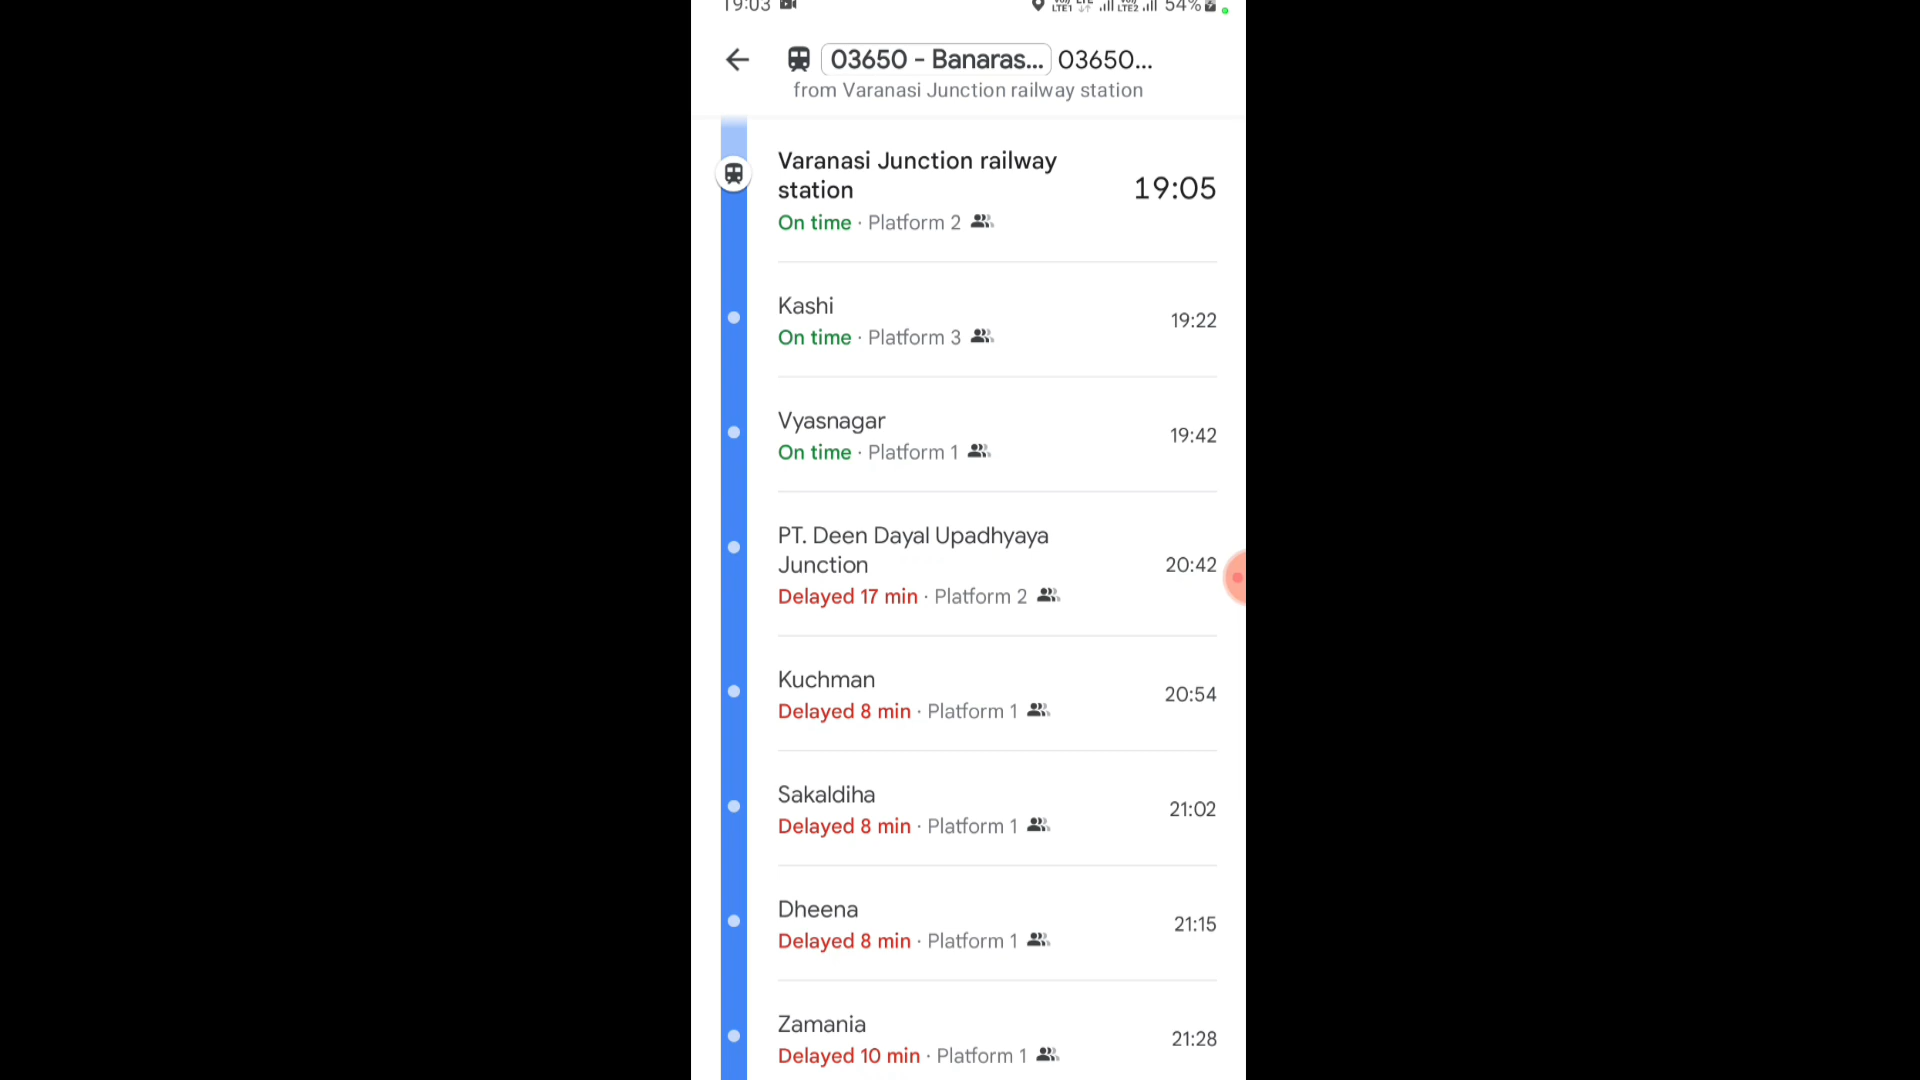 19:03 54%
03650 - Banaras... 03650...
from Varanasi Junction railway station
Varanasi Junction railway
station
19:05
On time · Platform 2
Kashi
19:22
On time · Platform 3
Vyasnagar
19:42
On time · Platform 1
PT. Deen Dayal Upadhyaya
Junction
20:42
Delayed 17 min · Platform 2
Kuchman
20:54
Delayed 8 min · Platform 1
Sakaldiha
21:02
Delayed 8 min · Platform 1
Dheena
21:15
Delayed 8 min · Platform 1
Zamania
21:28
Delayed 10 min · Platform 1